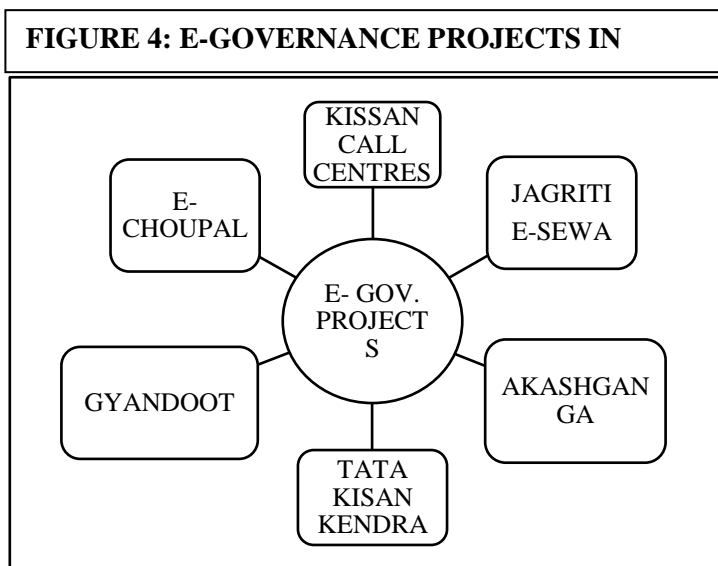 FIGURE 4: E-GOVERNANCE PROJECTS IN
KISSAN
CALL
CENTRES
E-
CHOUPAL
JAGRITI
E-SEWA
E- GOV.
PROJECT
S
GYANDOOT
AKASHGAN
GA
TATA
KISAN
KENDRA